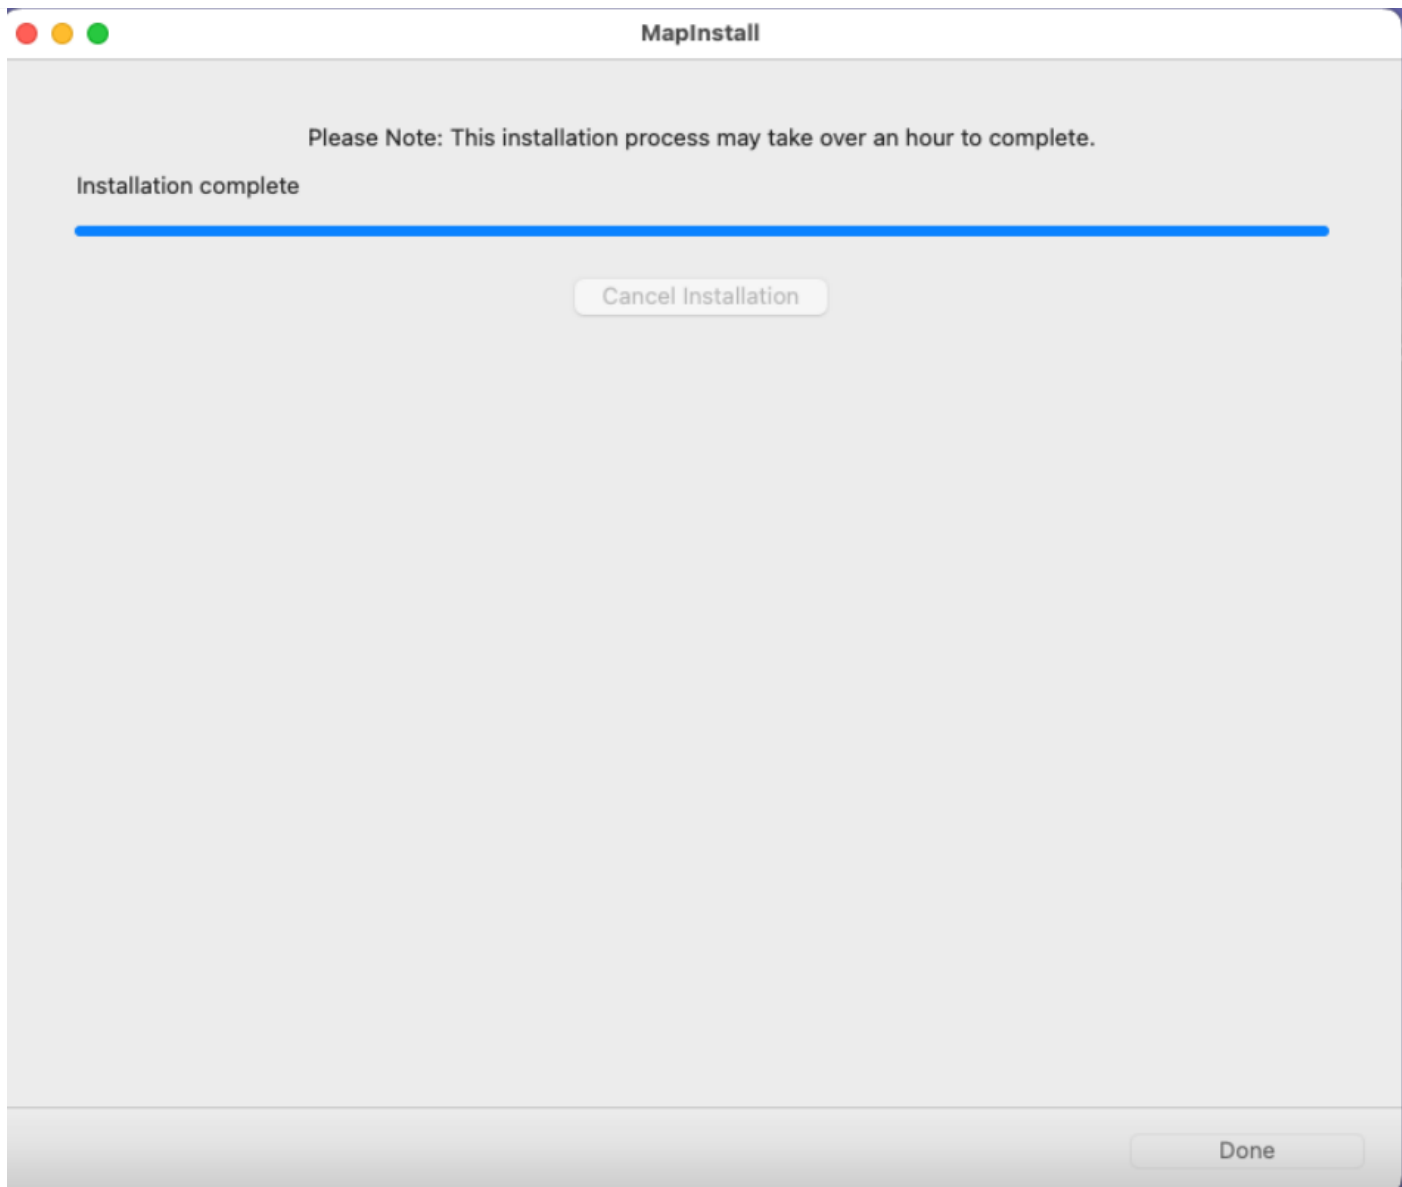 MapInstall
Please Note: This installation process may take over an hour to complete.
Installation complete
Cancel Installation
Done